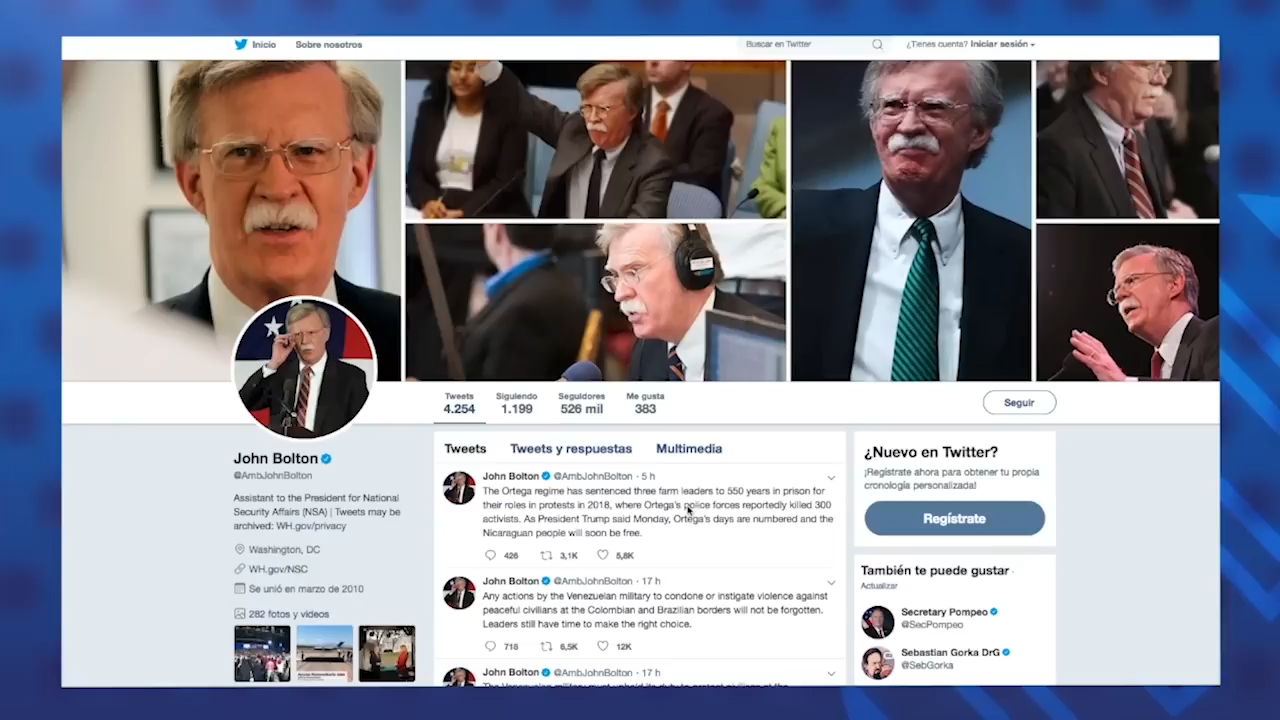 Inicio Sobre nosotros
Buscar en Twitter
¿Tienes cuenta? Iniciar sesión
Tweets Siguiendo Seguidores Me gusta
4.254 1.199 526 mil 383
Seguir
John Bolton
@AmbJohnBolton
Assistant to the President for National
Security Affairs (NSA) | Tweets may be
archived: WH.gov/privacy
Washington, DC
WH.gov/NSC
Se unió en marzo de 2010
282 fotos y videos
Tweets Tweets y respuestas Multimedia
John Bolton @AmbJohnBolton · 5 h
The Ortega regime has sentenced three farm leaders to 550 years in prison for
their roles in protests in 2018, where Ortega's police forces reportedly killed 300
activists. As President Trump said Monday, Ortega's days are numbered and the
Nicaraguan people will soon be free.
426 3,1K 5,8K
John Bolton @AmbJohnBolton · 17 h
Any actions by the Venezuelan military to condone or instigate violence against
peaceful civilians at the Colombian and Brazilian borders will not be forgotten.
Leaders still have time to make the right choice.
718 6,5K 12K
John Bolton @AmbJohnBolton · 17 h
¿Nuevo en Twitter?
¡Regístrate ahora para obtener tu propia
cronología personalizada!
Regístrate
También te puede gustar ·
Actualizar
Secretary Pompeo
@SecPompeo
Sebastian Gorka DrG
@SebGorka